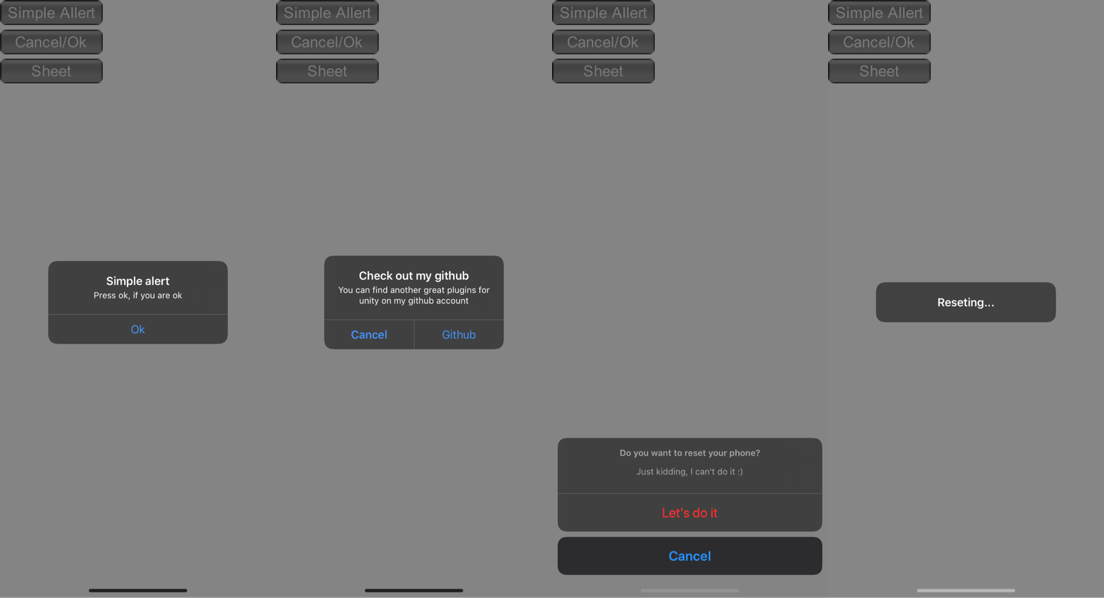 Simple Allert
Cancel/Ok
Sheet
Simple alert
Press ok, if you are ok
Ok
Simple Allert
Cancel/Ok
Sheet
Check out my github
You can find another great plugins for
unity on my github account
Cancel
Github
Simple Allert
Cancel/Ok
Sheet
Do you want to reset your phone?
Just kidding, I can't do it :)
Let's do it
Cancel
Simple Allert
Cancel/Ok
Sheet
Reseting...